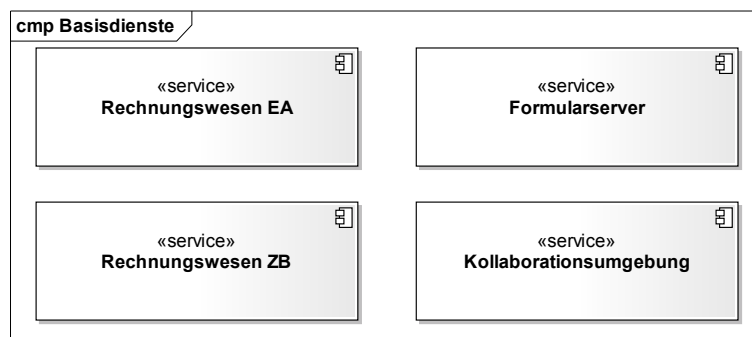 cmp Basisdienste
«service»
Rechnungswesen EA
«service»
Formularserver
«service»
Rechnungswesen ZB
«service»
Kollaborationsumgebung